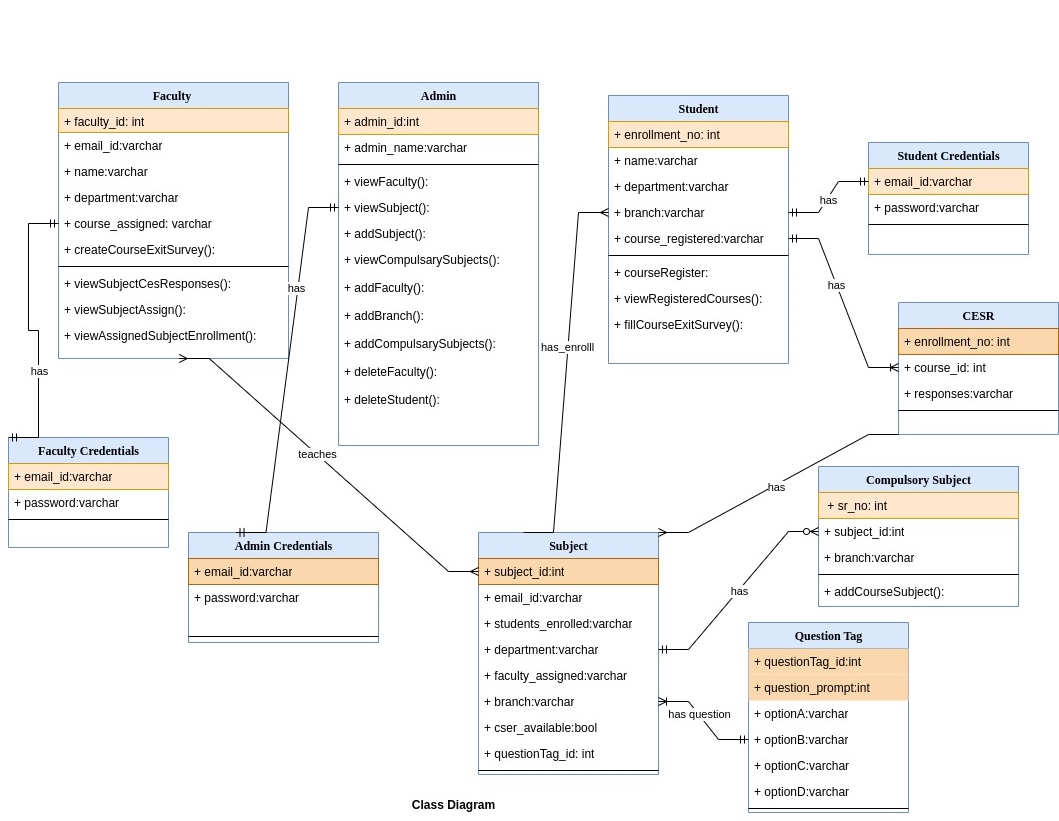 Faculty
+ faculty_id: int
+ email_id:varchar
+ name:varchar
+ department:varchar
+ course_assigned: varchar
+ createCourseExitSurvey():
+ viewSubjectCesResponses():
+ viewSubjectAssign():
+ viewAssignedSubjectEnrollment():
Admin
+ admin_id:int
+ admin_name:varchar
+ viewFaculty():
+ viewSubject():
+ addSubject():
+ viewCompulsarySubjects():
+ addFaculty():
+ addBranch():
+ addCompulsarySubjects():
+ deleteFaculty():
+ deleteStudent():
Student
+ enrollment_no: int
+ name:varchar
+ department:varchar
+ branch:varchar
+ course_registered:varchar
+ courseRegister:
+ viewRegisteredCourses():
+ fillCourseExitSurvey():
Student Credentials
+ email_id:varchar
+ password:varchar
has
has
has
has
has_enrolll
CESR
+ enrollment_no: int
+ course_id: int
+ responses:varchar
Faculty Credentials
+ email_id:varchar
+ password:varchar
teaches
has
Admin Credentials
+ email_id:varchar
+ password:varchar
Subject
+ subject_id:int
+ email_id:varchar
+ students_enrolled:varchar
+ department:varchar
+ faculty_assigned:varchar
+ branch:varchar
+ cser_available:bool
+ questionTag_id: int
Compulsory Subject
+ sr_no: int
+ subject_id:int
+ branch:varchar
+ addCourseSubject():
has
has question
Question Tag
+ questionTag_id:int
+ question_prompt:int
+ optionA:varchar
+ optionB:varchar
+ optionC:varchar
+ optionD:varchar
Class Diagram